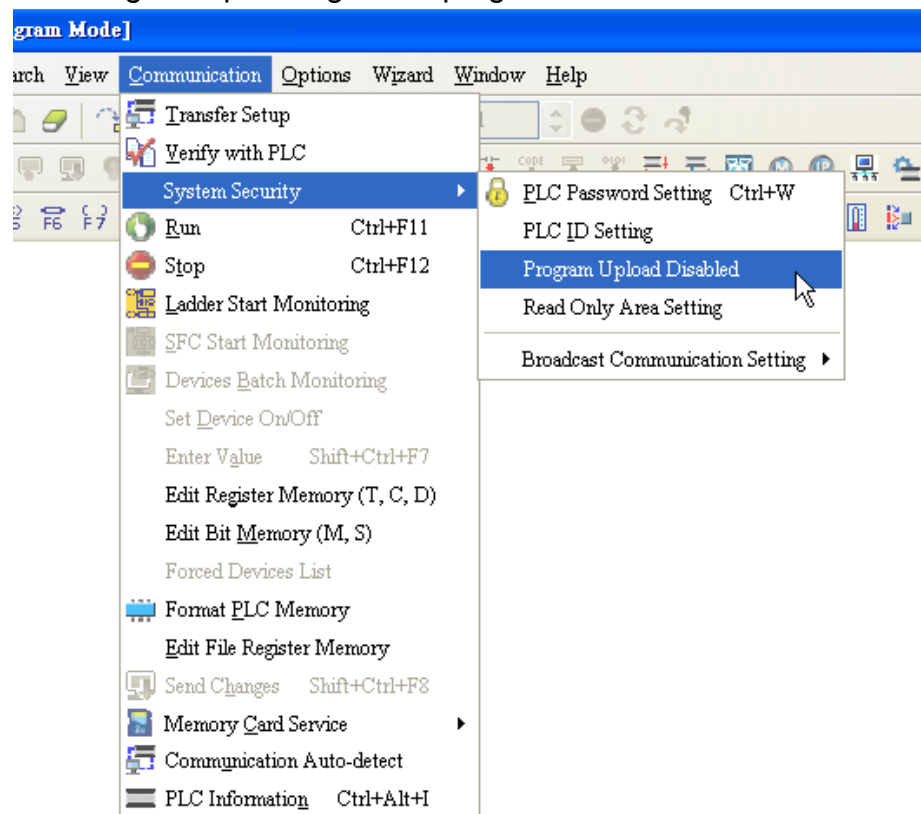 gram Mode]
arch View Communication Options Wizard Window Help
Transfer Setup
Verify with PLC
System Security
PLC Password Setting Ctrl+W
Run Ctrl+F11
PLC ID Setting
Stop Ctrl+F12
Program Upload Disabled
Ladder Start Monitoring
Read Only Area Setting
SFC Start Monitoring
Broadcast Communication Setting
Devices Batch Monitoring
Set Device On/Off
Enter Value Shift+Ctrl+F7
Edit Register Memory (T, C, D)
Edit Bit Memory (M, S)
Forced Devices List
Format PLC Memory
Edit File Register Memory
Send Changes Shift+Ctrl+F8
Memory Card Service
Communication Auto-detect
PLC Information Ctrl+Alt+I
F6 F7
CODE